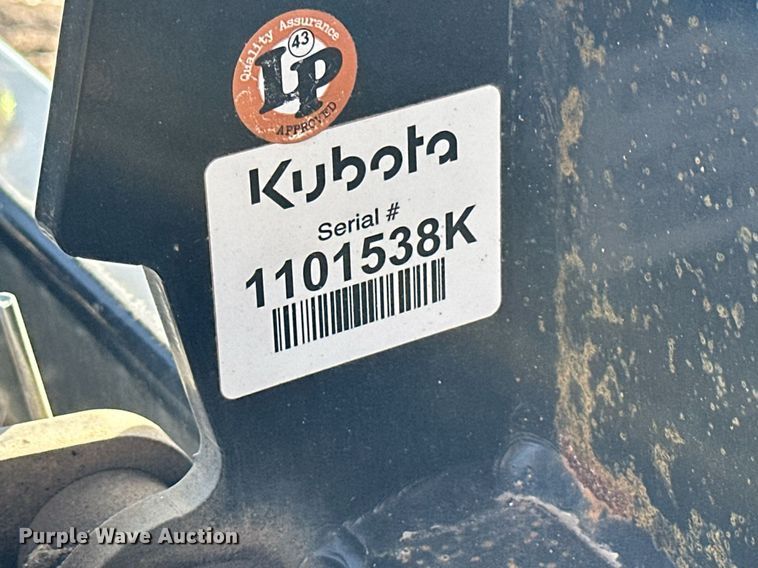 Quality Assurance
43
LP
APPROVED
Kubota
Serial #
1101538K
Purple Wave Auction